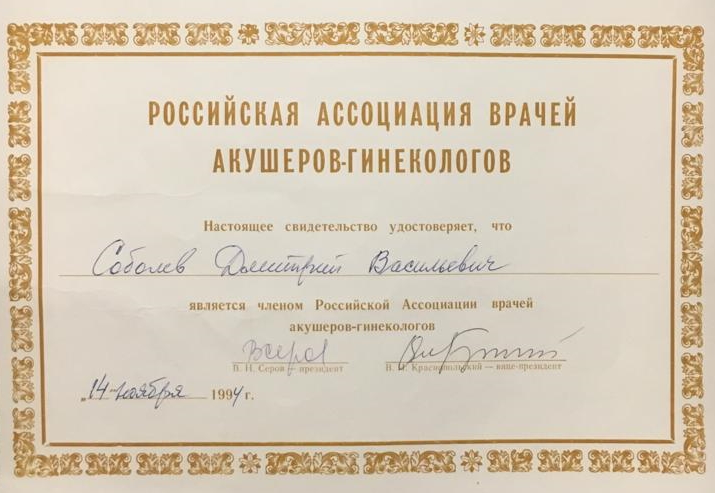 РОССИЙСКАЯ АССОЦИАЦИЯ ВРАЧЕЙ
АКУШЕРОВ-ГИНЕКОЛОГОВ
Настоящее свидетельство удостоверяет, что
Соболев Дмитрий Васильевич
является членом Российской Ассоциации врачей
акушеров-гинекологов
В. Н. Серов — президент В. И. Краснопольский — вице-президент
„14" ноября 1994 г.